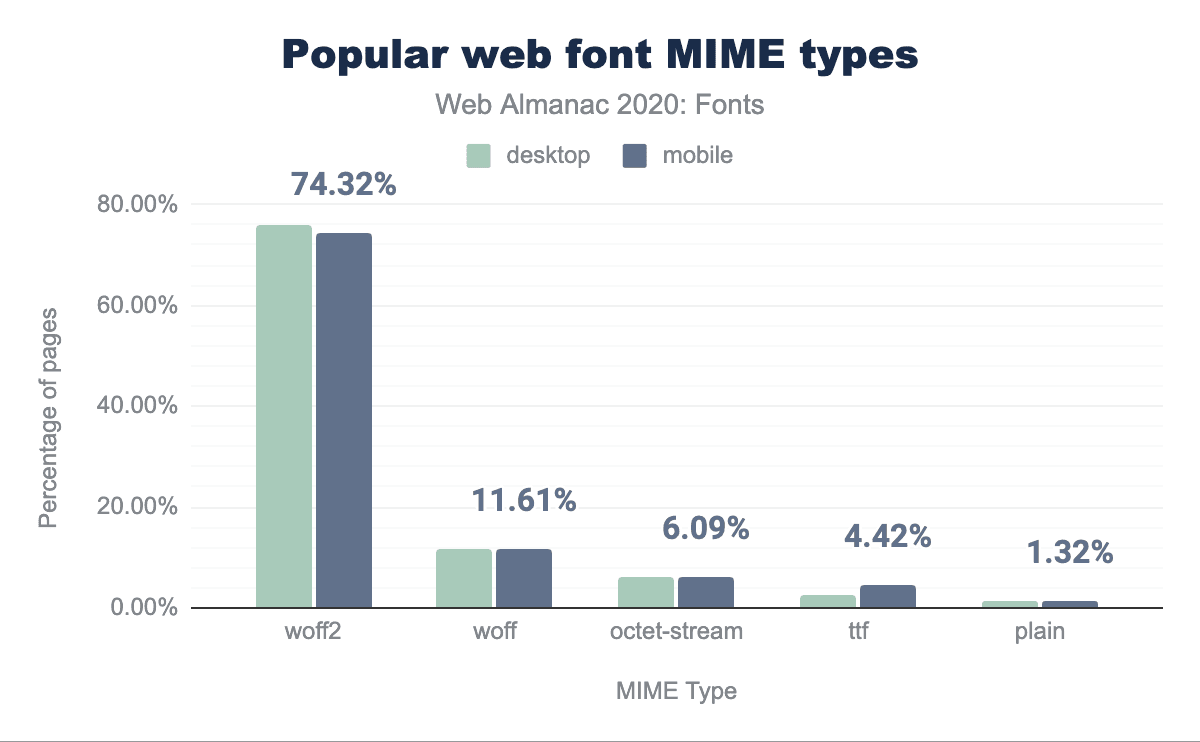 Popular web font MIME types
Web Almanac 2020: Fonts
desktop mobile
74.32%
80.00%
60.00%
40.00%
20.00%
0.00%
11.61%
6.09%
4.42%
1.32%
Percentage of pages
woff2 woff octet-stream ttf plain
MIME Type